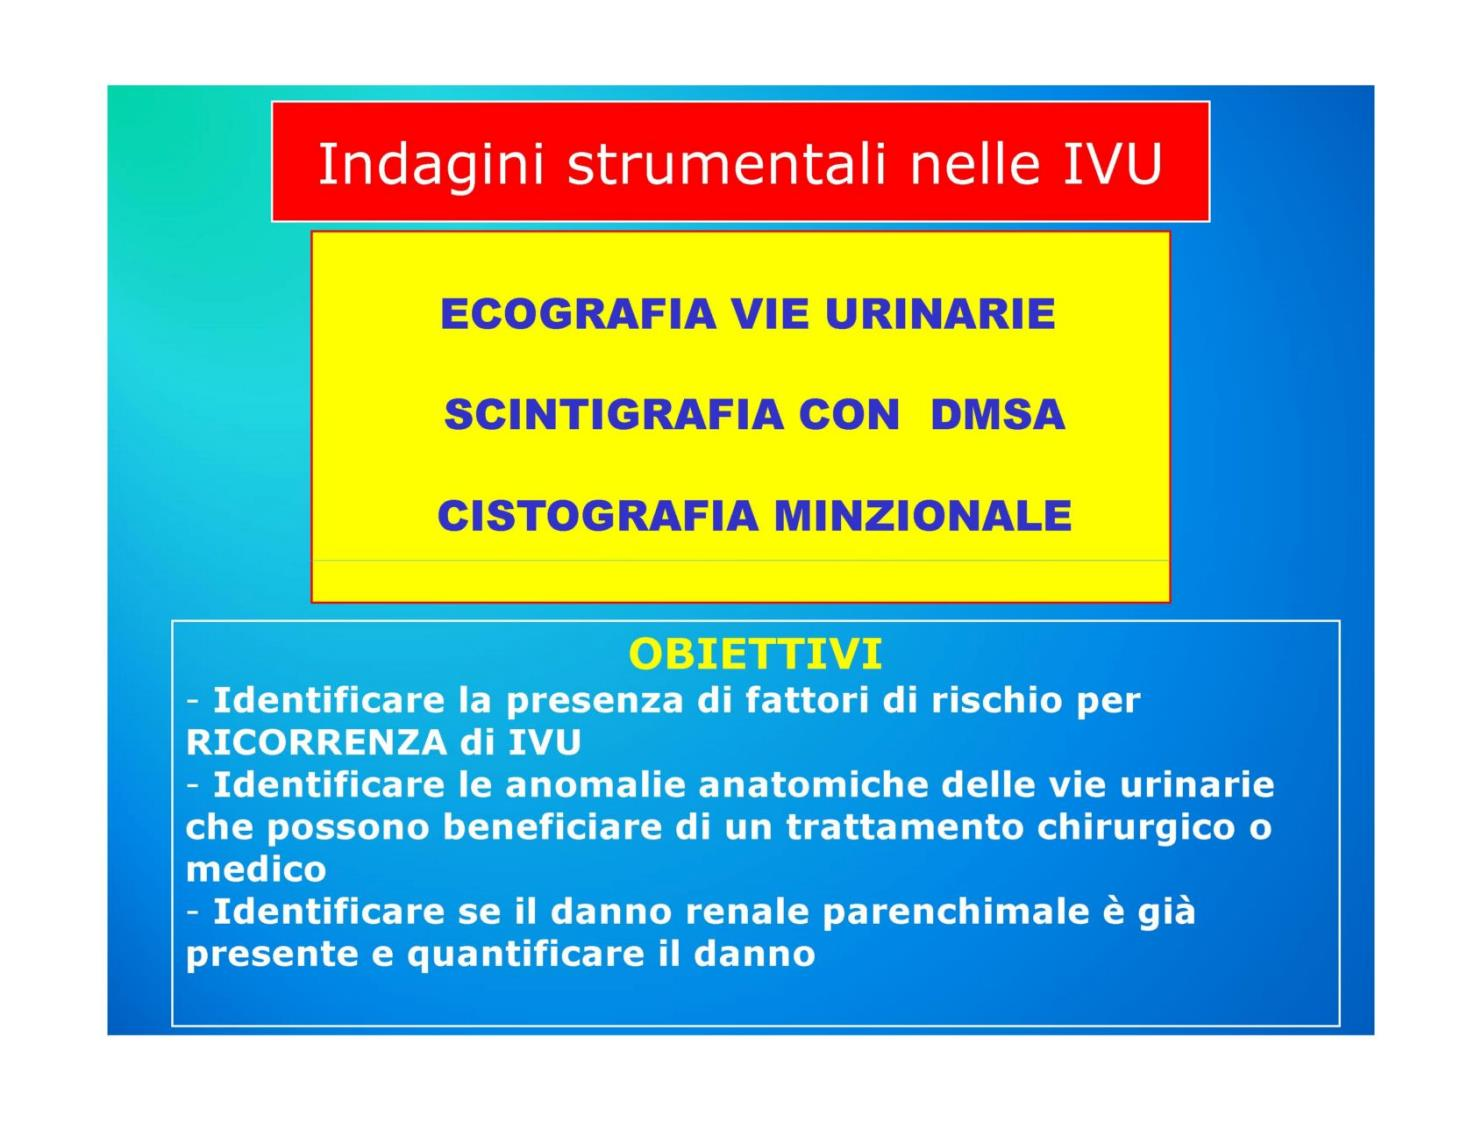 Indagini strumentali nelle IVU
ECOGRAFIA VIE URINARIE
SCINTIGRAFIA CON DMSA
CISTOGRAFIA MINZIONALE
OBIETTIVI
- Identificare la presenza di fattori di rischio per
RICORRENZA di IVU
- Identificare le anomalie anatomiche delle vie urinarie
che possono beneficiare di un trattamento chirurgico o
medico
- Identificare se il danno renale parenchimale è già
presente e quantificare il danno